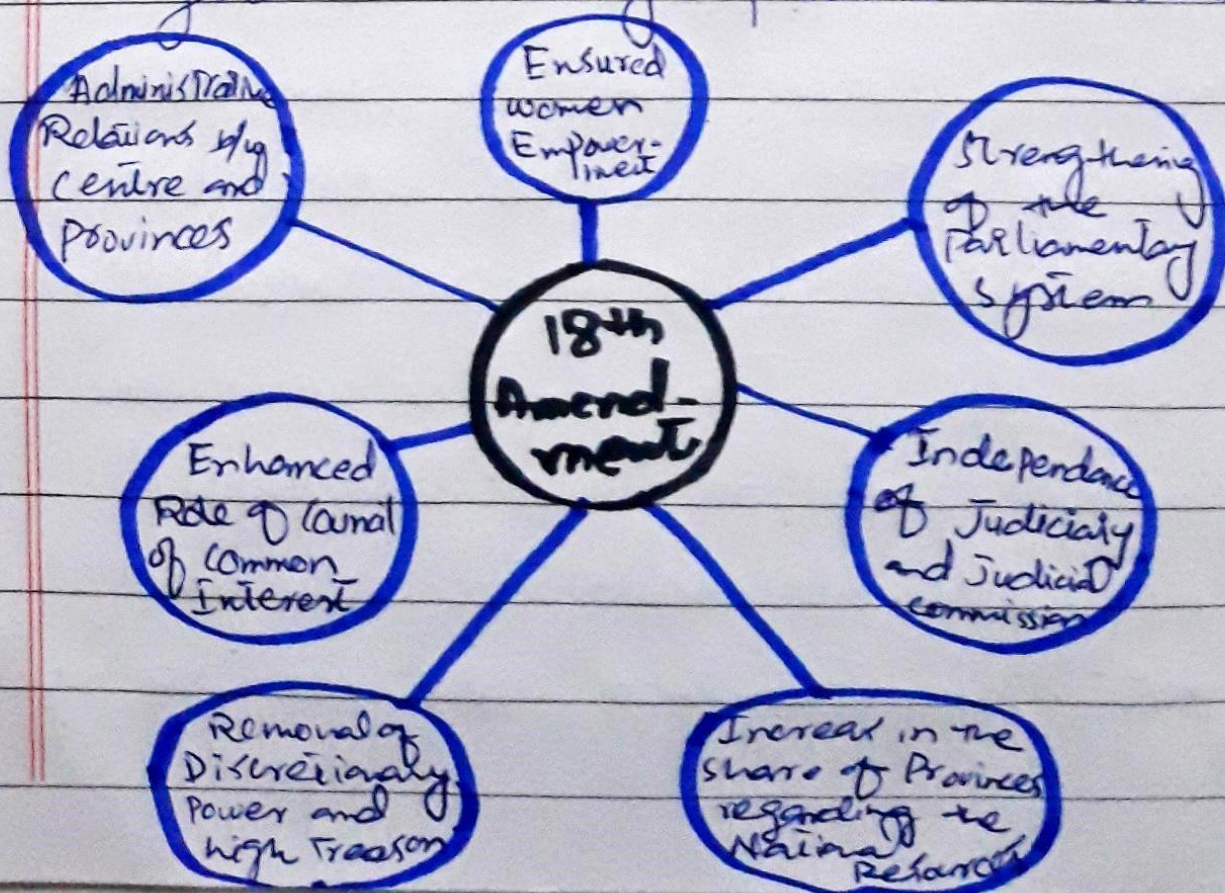 Administrative
Relations b/w
Centre and
Provinces
Ensured
women
Empower-
ment
Strengthening
of the
Parliamentary
system
18th
Amend-
ment
Enhanced
Role of Council
of Common
Interest
Independence
of Judiciary
and Judicial
commission
Removal of
Discretionary
Power and
high Treason
Increase in the
share of Provinces
regarding the
National
Resources